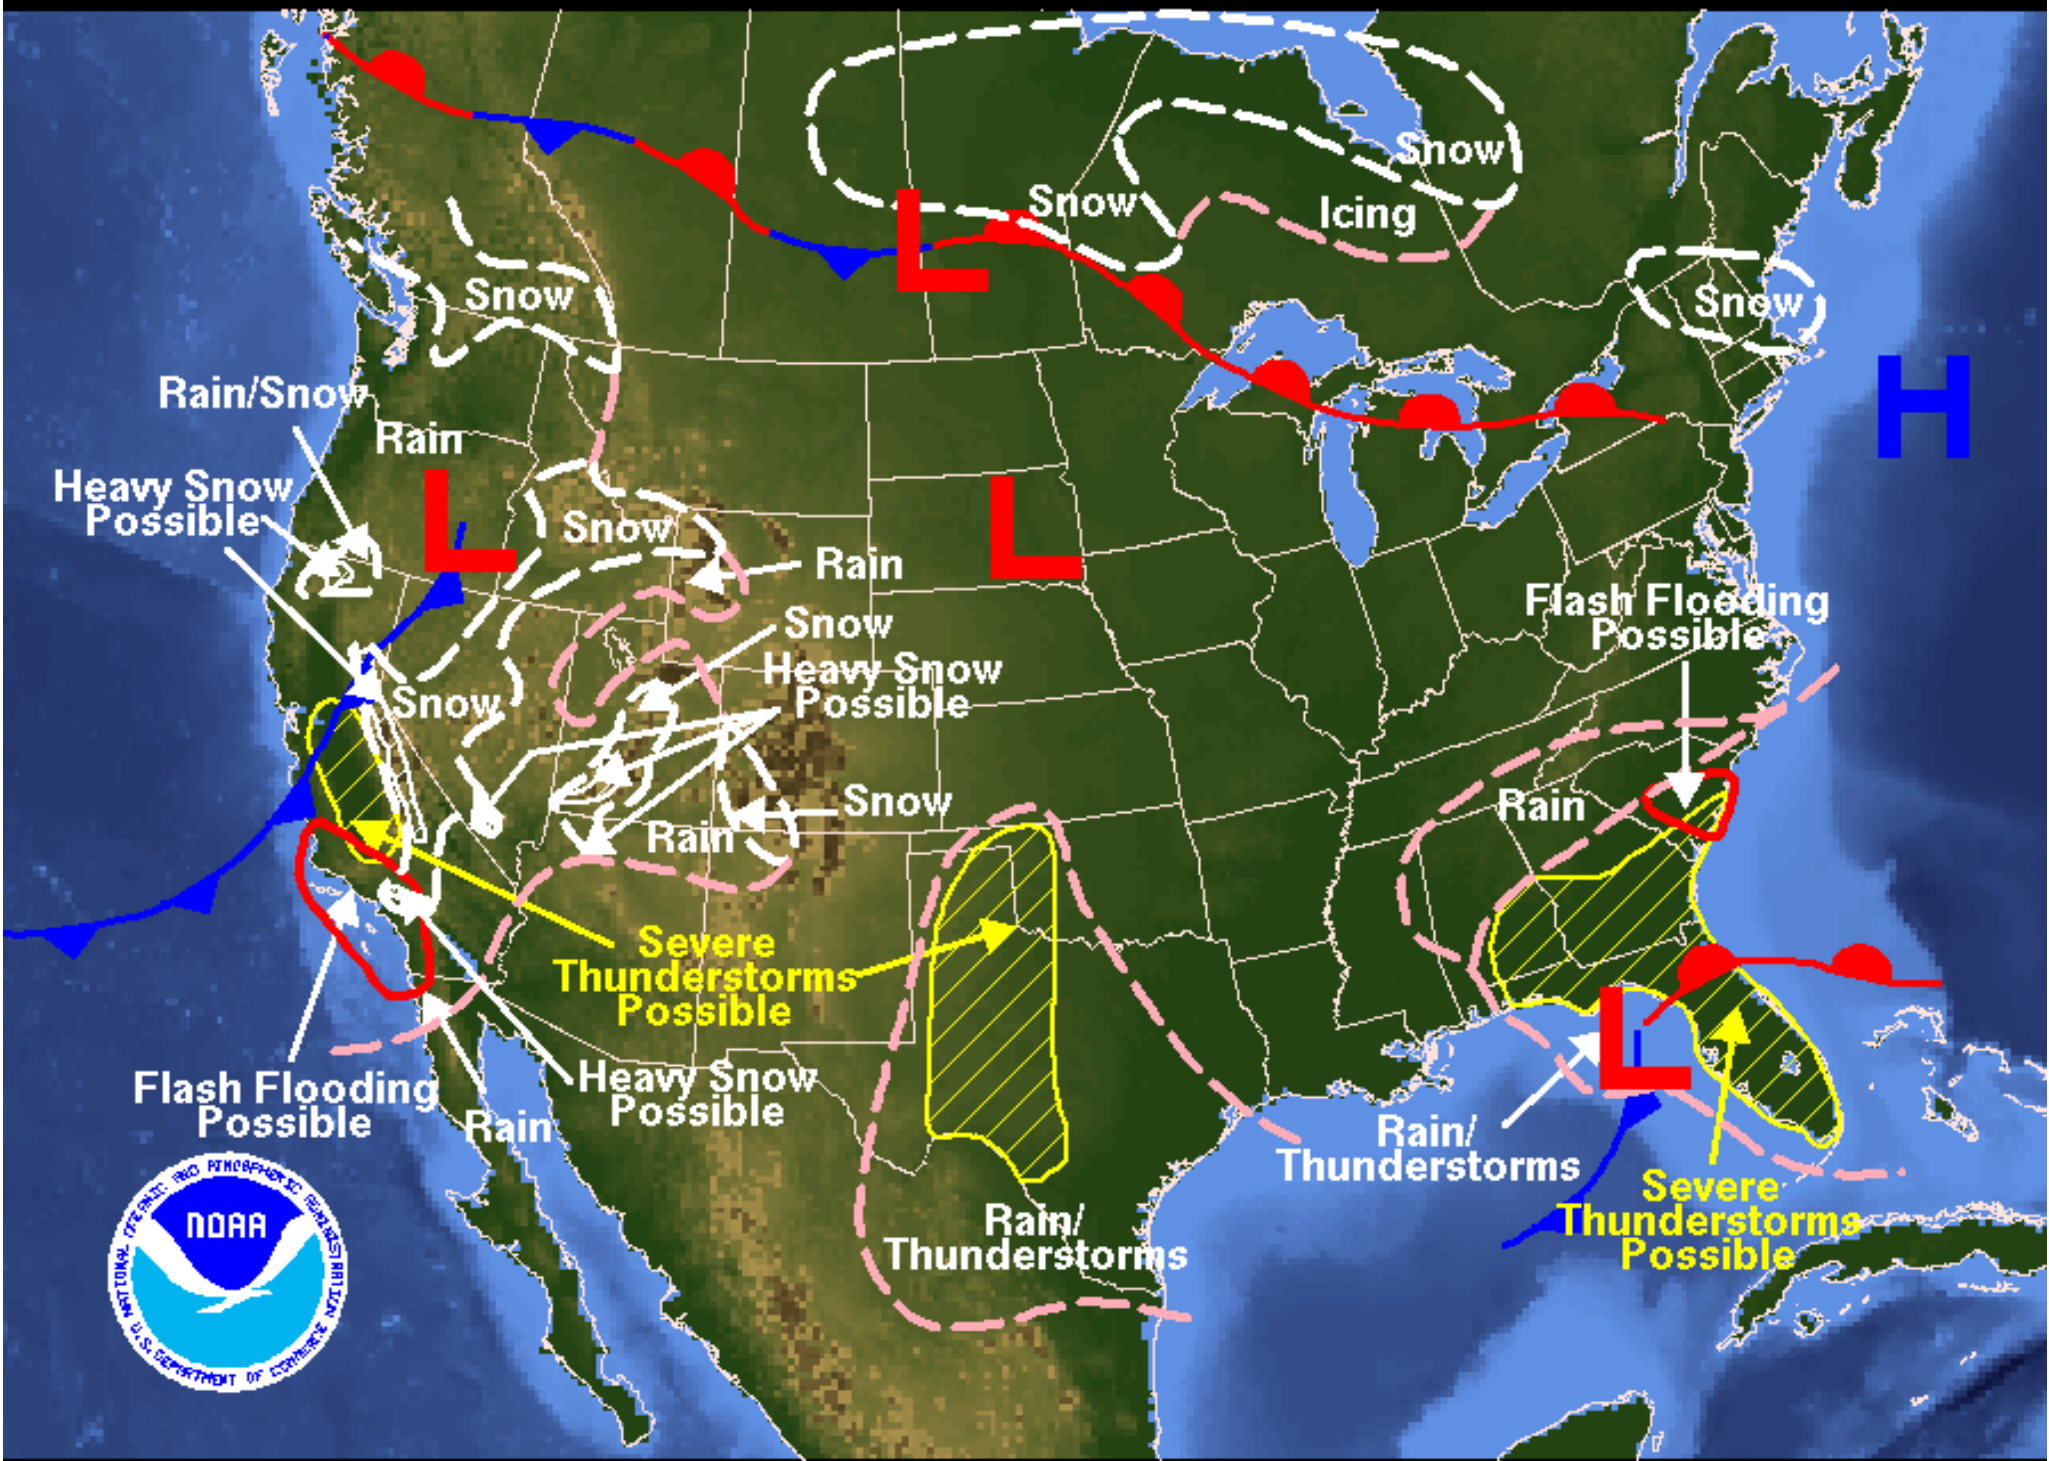 Snow
Snow
Icing
Snow
Snow
Rain/Snow
Rain
H
Heavy Snow
Possible
L
L
L
Snow
Rain
Flash Flooding
Possible
Snow
Heavy Snow
Possible
Snow
Snow
Rain
Rain
Severe
Thunderstorms
Possible
L
Flash Flooding
Possible
Heavy Snow
Possible
Rain
Rain/
Thunderstorms
Severe
Thunderstorms
Possible
Rain/
Thunderstorms
NATIONAL OCEANIC AND ATMOSPHERIC ADMINISTRATION
NOAA
U.S. DEPARTMENT OF COMMERCE